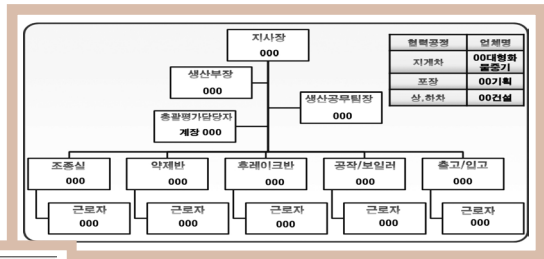 지사장
000
생산부장
000
생산공무팀장
000
총괄평가담당자
계장 000
협력공정 업체명
지게차 00대형화물중기
포장 00기획
상,하차 00건설
조종실
000
약제반
000
후레이크반
000
공작/보일러
000
출고/입고
000
근로자
000
근로자
000
근로자
000
근로자
000
근로자
000